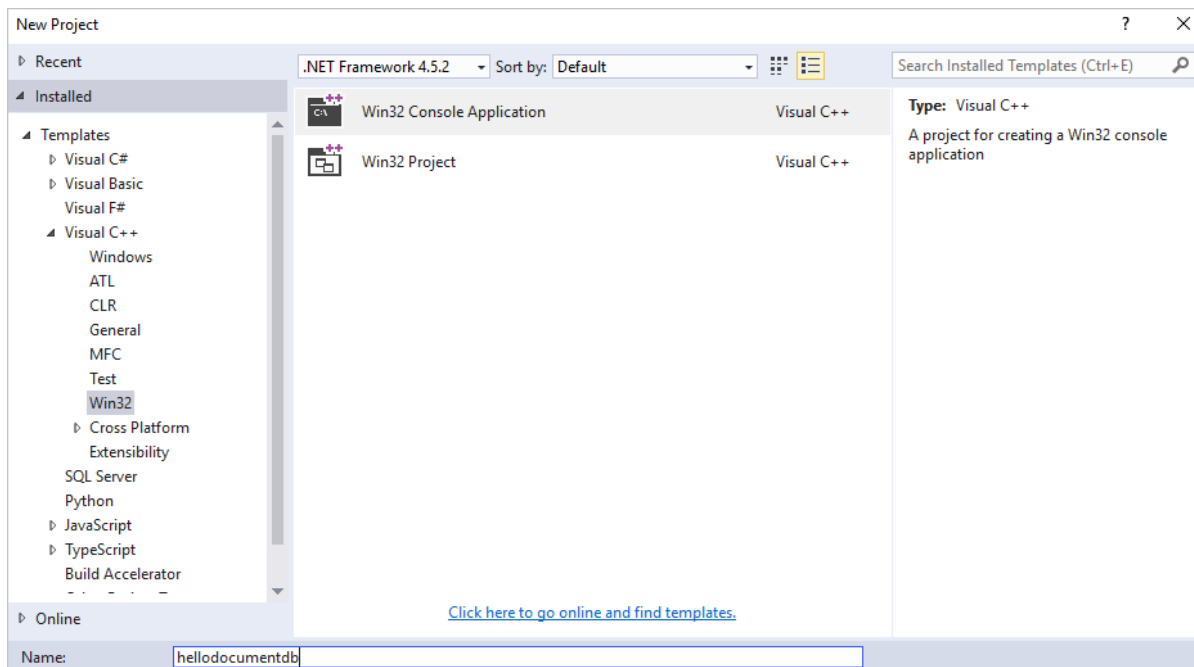 New Project
?
Recent
.NET Framework 4.5.2
Sort by:
Default
Search Installed Templates (Ctrl+E)
Installed
Templates
Visual C#
Visual Basic
Visual F#
Visual C++
Windows
ATL
CLR
General
MFC
Test
Win32
Cross Platform
Extensibility
SQL Server
Python
JavaScript
TypeScript
Build Accelerator
Online
C:\
Win32 Console Application Visual C++
Win32 Project Visual C++
Click here to go online and find templates.
Type: Visual C++
A project for creating a Win32 console
application
Name: hellodocumentdb